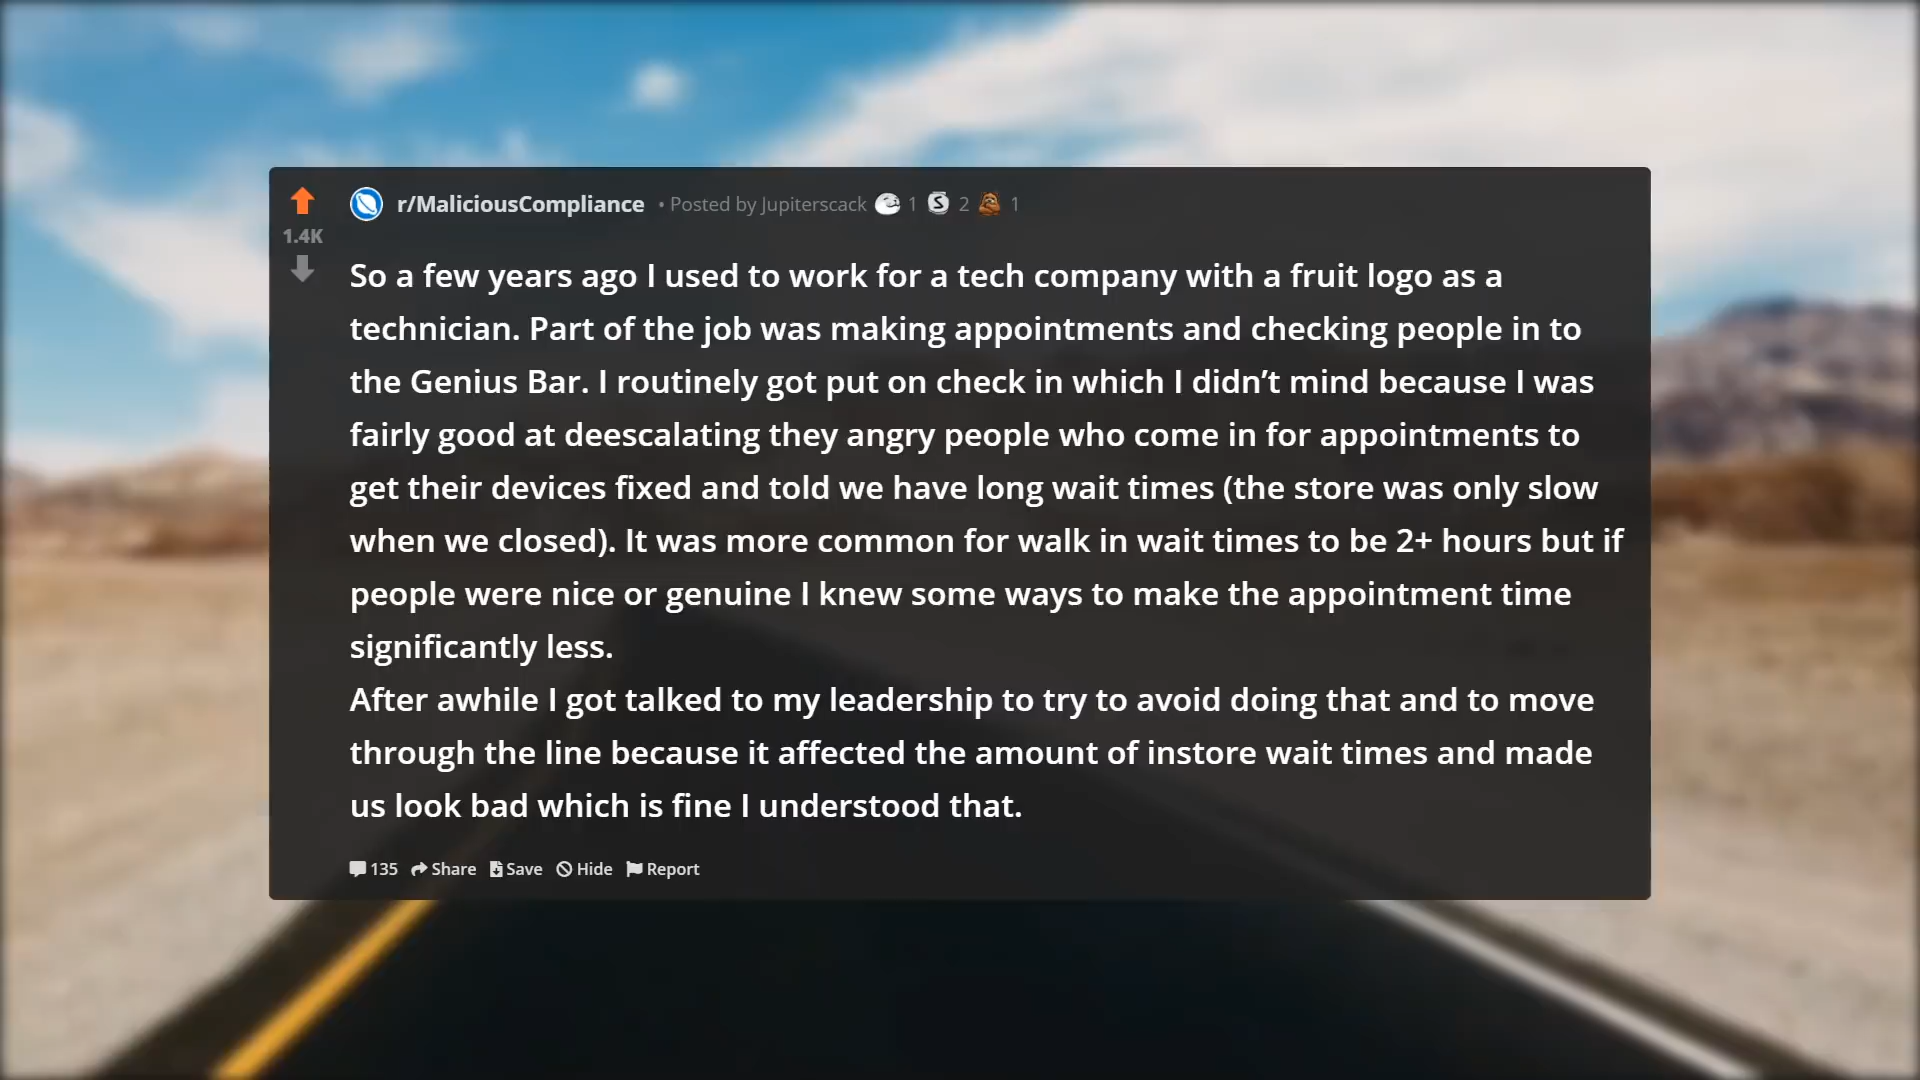 r/MaliciousCompliance • Posted by Jupiterscack 1 2 1
1.4K
So a few years ago I used to work for a tech company with a fruit logo as a
technician. Part of the job was making appointments and checking people in to
the Genius Bar. I routinely got put on check in which I didn’t mind because I was
fairly good at deescalating they angry people who come in for appointments to
get their devices fixed and told we have long wait times (the store was only slow
when we closed). It was more common for walk in wait times to be 2+ hours but if
people were nice or genuine I knew some ways to make the appointment time
significantly less.
After awhile I got talked to my leadership to try to avoid doing that and to move
through the line because it affected the amount of instore wait times and made
us look bad which is fine I understood that.
135 Share Save Hide Report